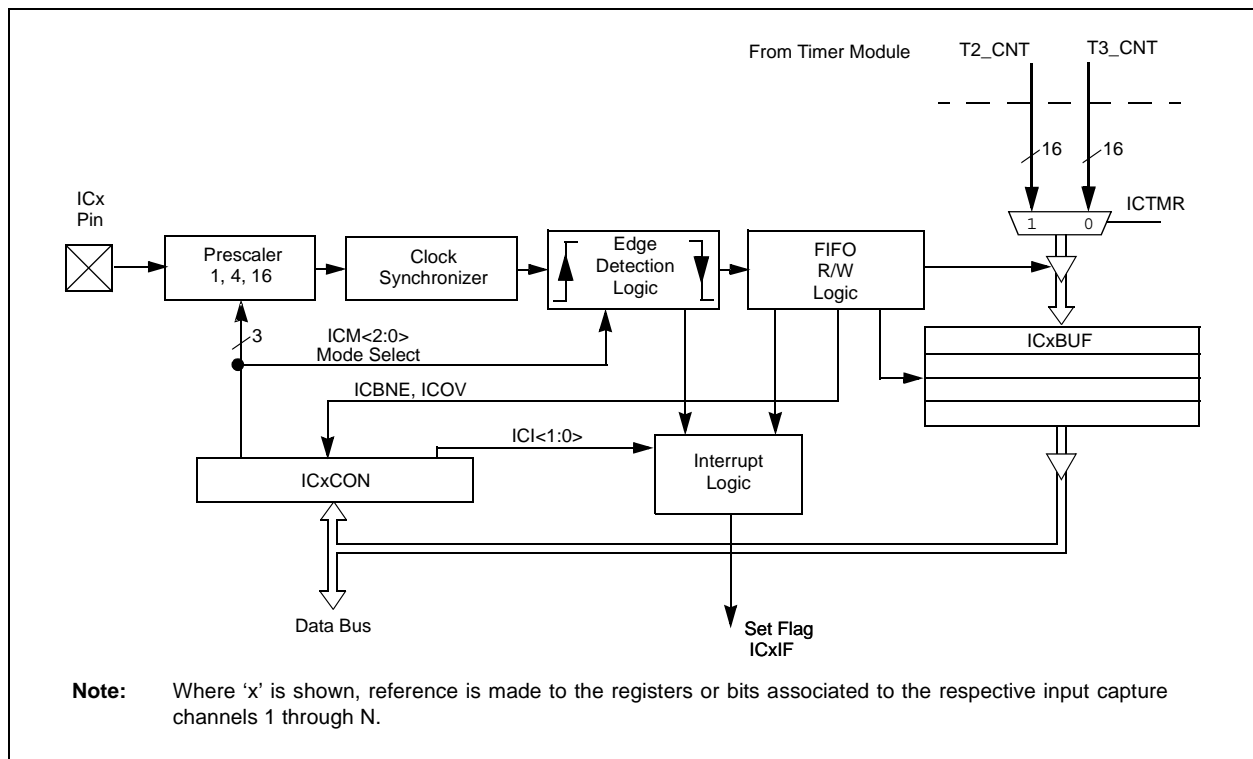 From Timer Module
T2_CNT
T3_CNT
16
16
ICx
Pin
ICTMR
1 0
Prescaler
1, 4, 16
Clock
Synchronizer
Edge
Detection
Logic
FIFO
R/W
Logic
3
ICM<2:0>
Mode Select
ICxBUF
ICBNE, ICOV
ICI<1:0>
Interrupt
Logic
ICxCON
Data Bus
Set Flag
ICxIF
Note: Where ‘x’ is shown, reference is made to the registers or bits associated to the respective input capture
channels 1 through N.